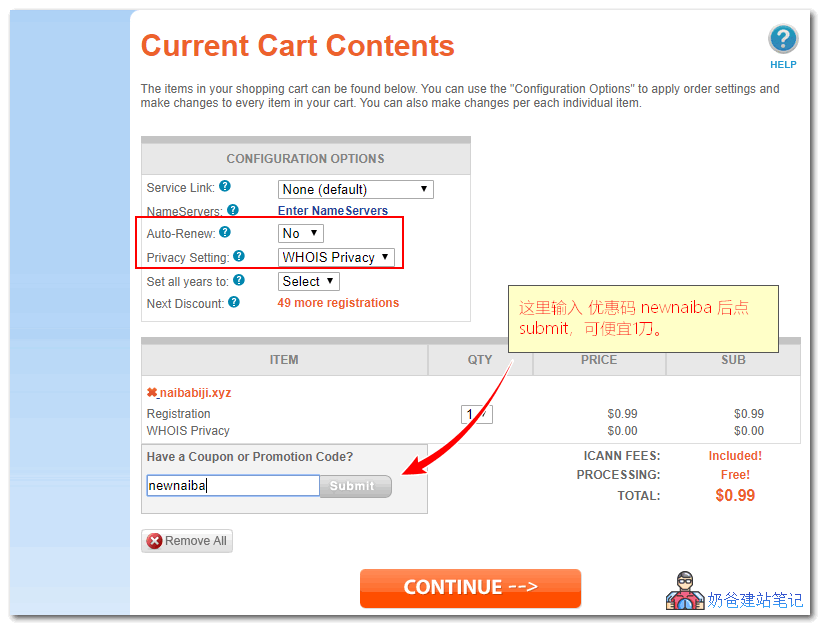 Current Cart Contents
HELP
The items in your shopping cart can be found below. You can use the "Configuration Options" to apply order settings and
make changes to every item in your cart. You can also make changes per each individual item.
CONFIGURATION OPTIONS
Service Link: ? None (default)
NameServers: ? Enter NameServers
Auto-Renew: ? No
Privacy Setting: ? WHOIS Privacy
Set all years to: ? Select
Next Discount: ? 49 more registrations
这里输入 优惠码 newnaiba 后点
submit，可便宜1刀。
ITEM QTY PRICE SUB
naibabiji.xyz
Registration 1 $0.99 $0.99
WHOIS Privacy $0.00 $0.00
Have a Coupon or Promotion Code?
newnaiba Submit
ICANN FEES: Included!
PROCESSING: Free!
TOTAL: $0.99
Remove All
CONTINUE -->
奶爸建站笔记